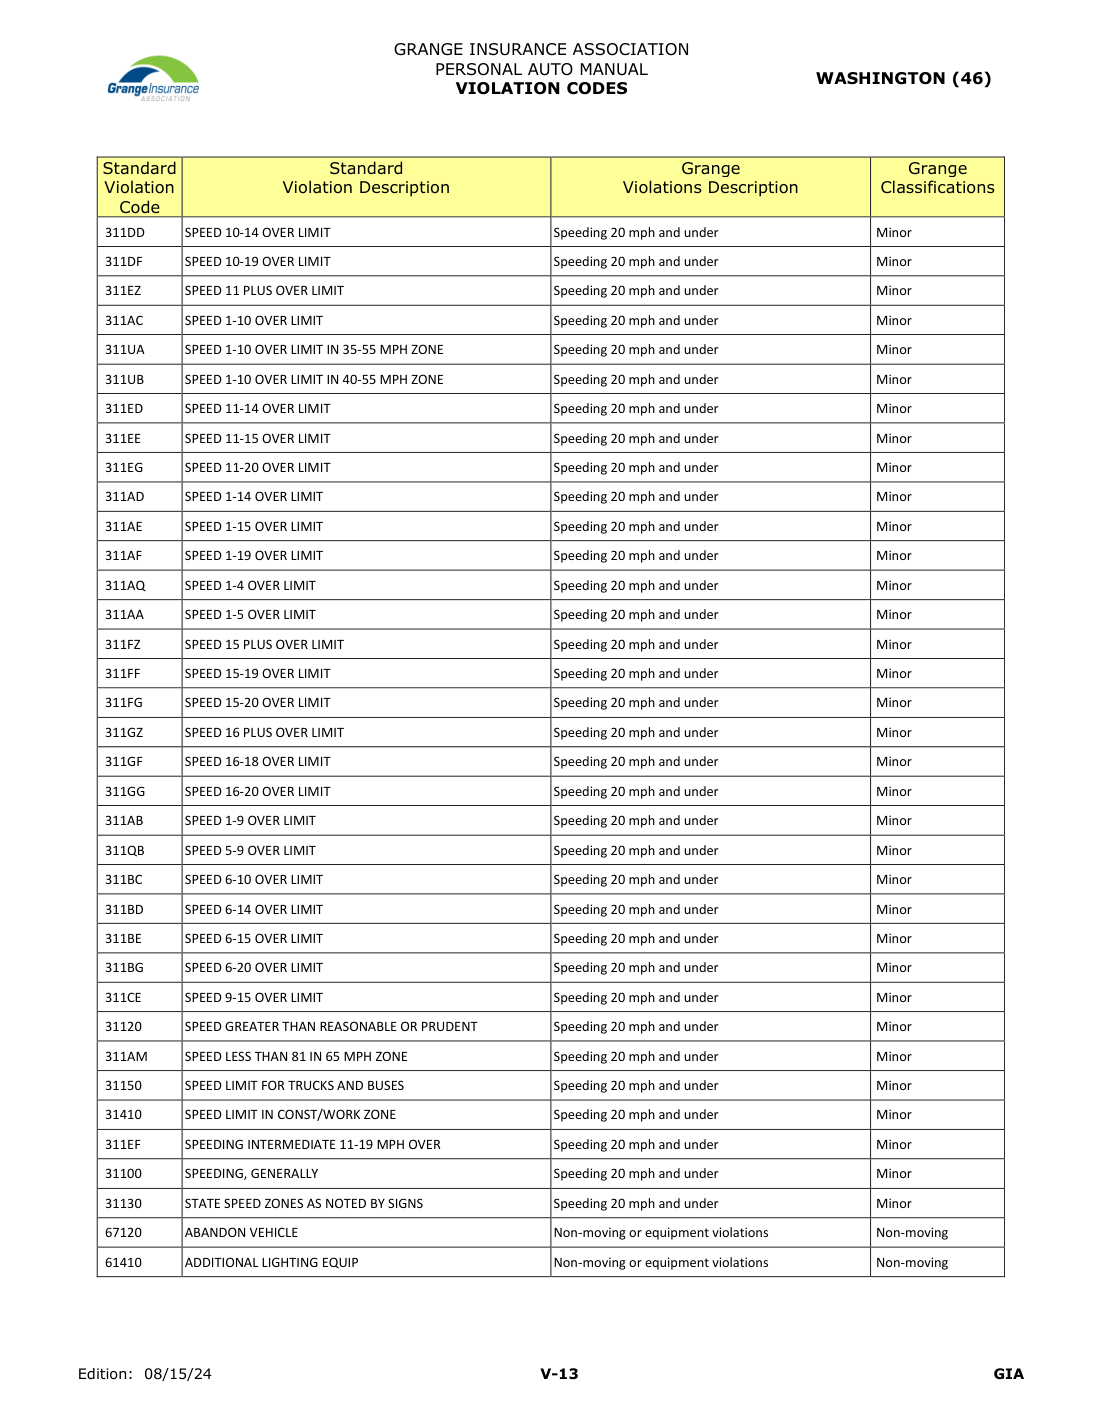 GRANGE INSURANCE ASSOCIATION
PERSONAL AUTO MANUAL
VIOLATION CODES
WASHINGTON (46)
GrangeInsurance
ASSOCIATION
Standard Violation Code | Standard Violation Description | Grange Violations Description | Grange Classifications
311DD SPEED 10-14 OVER LIMIT Speeding 20 mph and under Minor
311DF SPEED 10-19 OVER LIMIT Speeding 20 mph and under Minor
311EZ SPEED 11 PLUS OVER LIMIT Speeding 20 mph and under Minor
311AC SPEED 1-10 OVER LIMIT Speeding 20 mph and under Minor
311UA SPEED 1-10 OVER LIMIT IN 35-55 MPH ZONE Speeding 20 mph and under Minor
311UB SPEED 1-10 OVER LIMIT IN 40-55 MPH ZONE Speeding 20 mph and under Minor
311ED SPEED 11-14 OVER LIMIT Speeding 20 mph and under Minor
311EE SPEED 11-15 OVER LIMIT Speeding 20 mph and under Minor
311EG SPEED 11-20 OVER LIMIT Speeding 20 mph and under Minor
311AD SPEED 1-14 OVER LIMIT Speeding 20 mph and under Minor
311AE SPEED 1-15 OVER LIMIT Speeding 20 mph and under Minor
311AF SPEED 1-19 OVER LIMIT Speeding 20 mph and under Minor
311AQ SPEED 1-4 OVER LIMIT Speeding 20 mph and under Minor
311AA SPEED 1-5 OVER LIMIT Speeding 20 mph and under Minor
311FZ SPEED 15 PLUS OVER LIMIT Speeding 20 mph and under Minor
311FF SPEED 15-19 OVER LIMIT Speeding 20 mph and under Minor
311FG SPEED 15-20 OVER LIMIT Speeding 20 mph and under Minor
311GZ SPEED 16 PLUS OVER LIMIT Speeding 20 mph and under Minor
311GF SPEED 16-18 OVER LIMIT Speeding 20 mph and under Minor
311GG SPEED 16-20 OVER LIMIT Speeding 20 mph and under Minor
311AB SPEED 1-9 OVER LIMIT Speeding 20 mph and under Minor
311QB SPEED 5-9 OVER LIMIT Speeding 20 mph and under Minor
311BC SPEED 6-10 OVER LIMIT Speeding 20 mph and under Minor
311BD SPEED 6-14 OVER LIMIT Speeding 20 mph and under Minor
311BE SPEED 6-15 OVER LIMIT Speeding 20 mph and under Minor
311BG SPEED 6-20 OVER LIMIT Speeding 20 mph and under Minor
311CE SPEED 9-15 OVER LIMIT Speeding 20 mph and under Minor
31120 SPEED GREATER THAN REASONABLE OR PRUDENT Speeding 20 mph and under Minor
311AM SPEED LESS THAN 81 IN 65 MPH ZONE Speeding 20 mph and under Minor
31150 SPEED LIMIT FOR TRUCKS AND BUSES Speeding 20 mph and under Minor
31410 SPEED LIMIT IN CONST/WORK ZONE Speeding 20 mph and under Minor
311EF SPEEDING INTERMEDIATE 11-19 MPH OVER Speeding 20 mph and under Minor
31100 SPEEDING, GENERALLY Speeding 20 mph and under Minor
31130 STATE SPEED ZONES AS NOTED BY SIGNS Speeding 20 mph and under Minor
67120 ABANDON VEHICLE Non-moving or equipment violations Non-moving
61410 ADDITIONAL LIGHTING EQUIP Non-moving or equipment violations Non-moving
Edition: 08/15/24 V-13 GIA